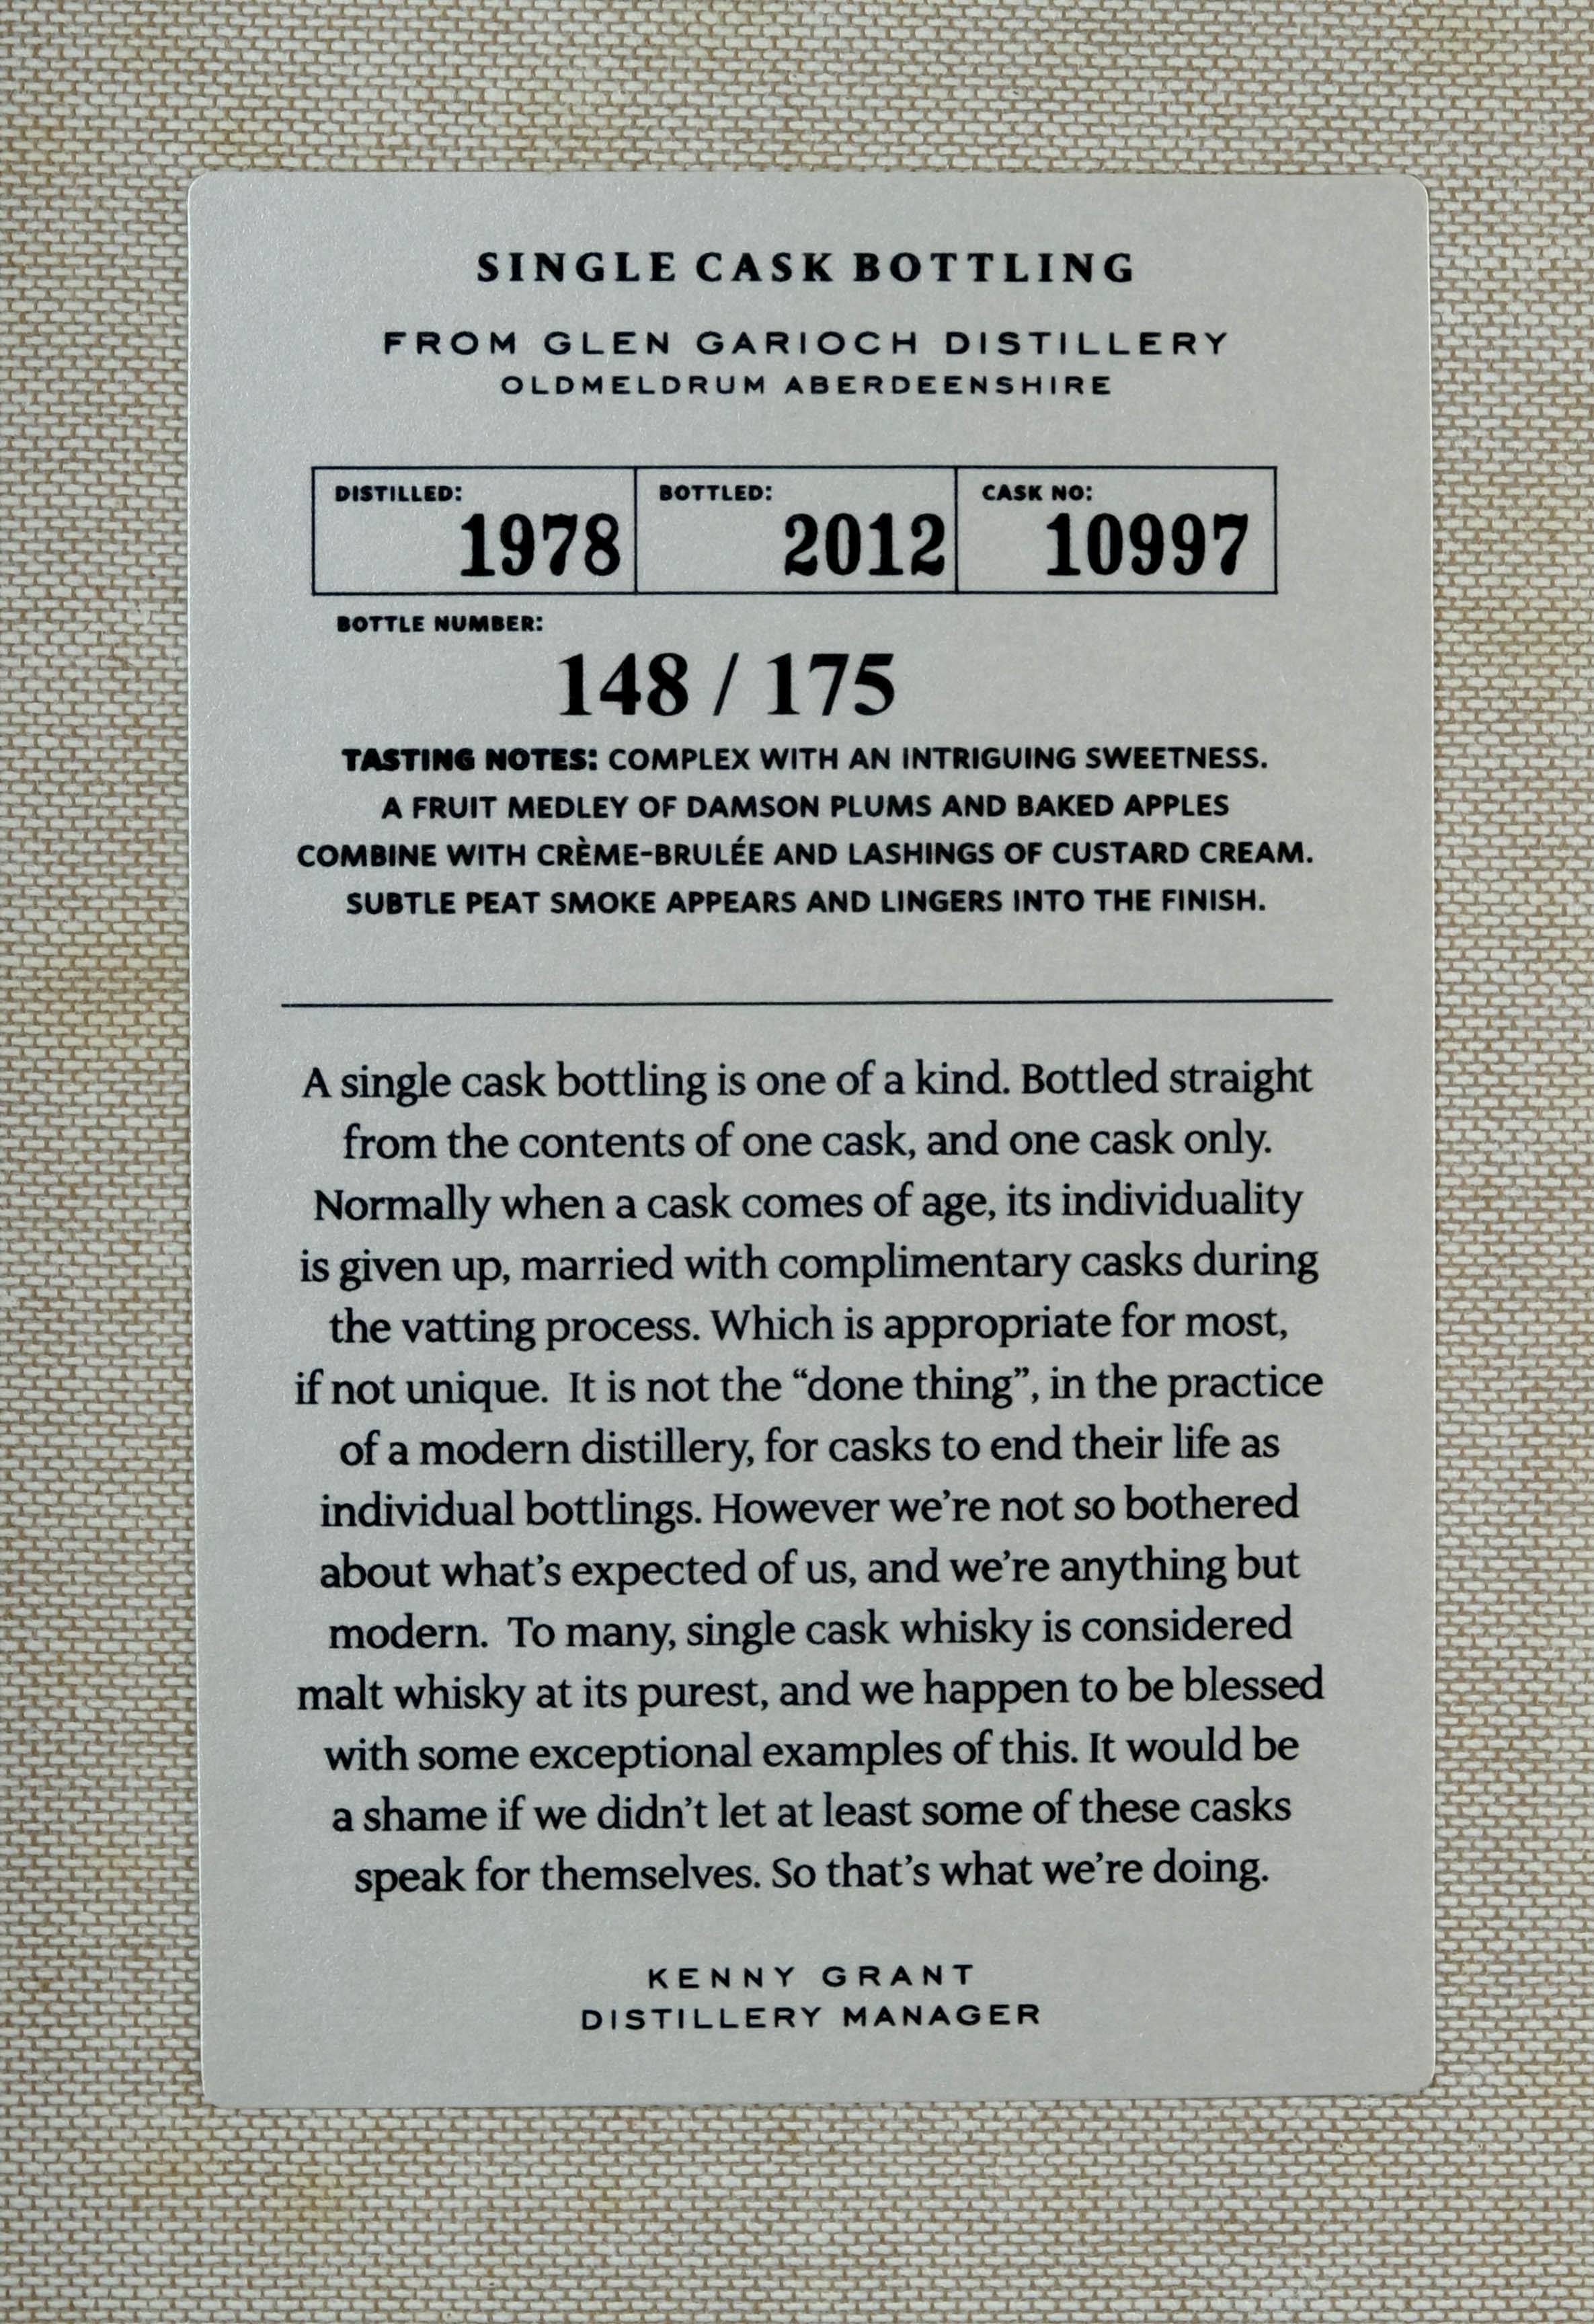 SINGLE CASK BOTTLING
FROM GLEN GARIOCH DISTILLERY
OLDMELDRUM ABERDEENSHIRE
DISTILLED:
1978
BOTTLED:
2012
CASK NO:
10997
BOTTLE NUMBER:
148 / 175
TASTING NOTES: COMPLEX WITH AN INTRIGUING SWEETNESS.
A FRUIT MEDLEY OF DAMSON PLUMS AND BAKED APPLES
COMBINE WITH CRÈME-BRULÉE AND LASHINGS OF CUSTARD CREAM.
SUBTLE PEAT SMOKE APPEARS AND LINGERS INTO THE FINISH.
A single cask bottling is one of a kind. Bottled straight
from the contents of one cask, and one cask only.
Normally when a cask comes of age, its individuality
is given up, married with complimentary casks during
the vatting process. Which is appropriate for most,
if not unique. It is not the “done thing”, in the practice
of a modern distillery, for casks to end their life as
individual bottlings. However we’re not so bothered
about what’s expected of us, and we’re anything but
modern. To many, single cask whisky is considered
malt whisky at its purest, and we happen to be blessed
with some exceptional examples of this. It would be
a shame if we didn’t let at least some of these casks
speak for themselves. So that’s what we’re doing.
KENNY GRANT
DISTILLERY MANAGER